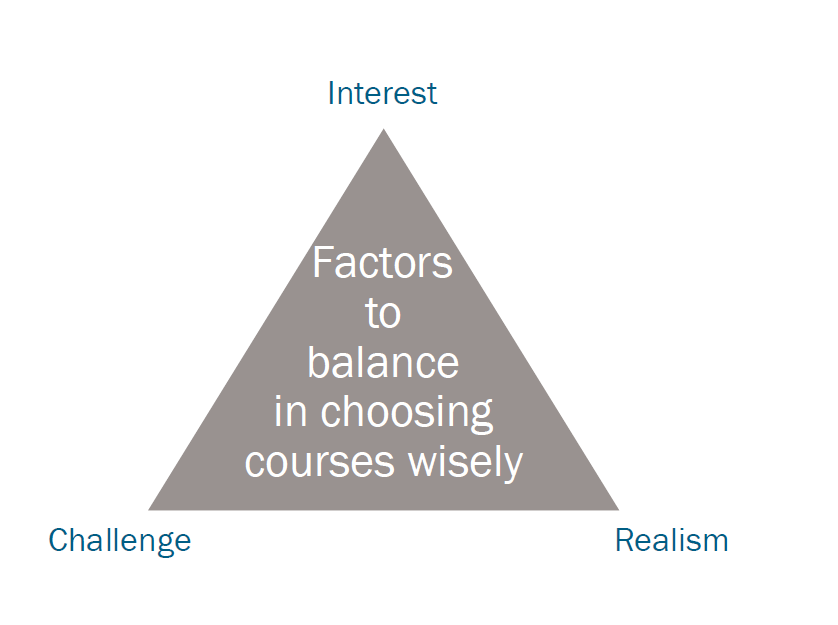 Interest
Factors
to
balance
in choosing
courses wisely
Challenge
Realism